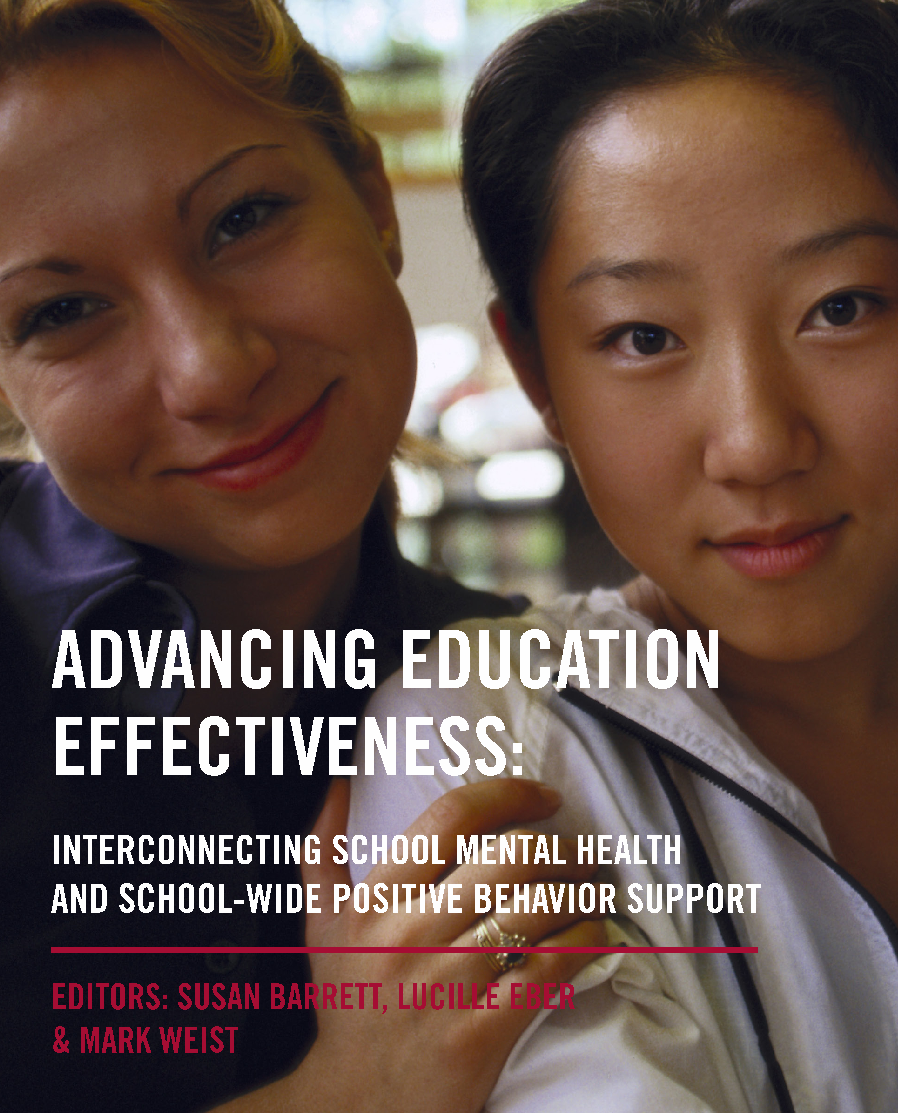 ADVANCING EDUCATION
EFFECTIVENESS:
INTERCONNECTING SCHOOL MENTAL HEALTH
AND SCHOOL-WIDE POSITIVE BEHAVIOR SUPPORT
EDITORS: SUSAN BARRETT, LUCILLE EBER
& MARK WEIST